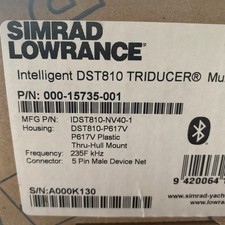 SIMRAD
LOWRANCE
Intelligent DST810 TRIDUCER® Mu
P/N: 000-15735-001
MFG P/N: IDST810-NV40-1
Housing: DST810-P617V
P617V Plastic
Thru-Hull Mount
Frequency: 235F kHz
Connector: 5 Pin Male Device Net
S/N: A000K130
9 420064
www.simrad-yach
www.lowran